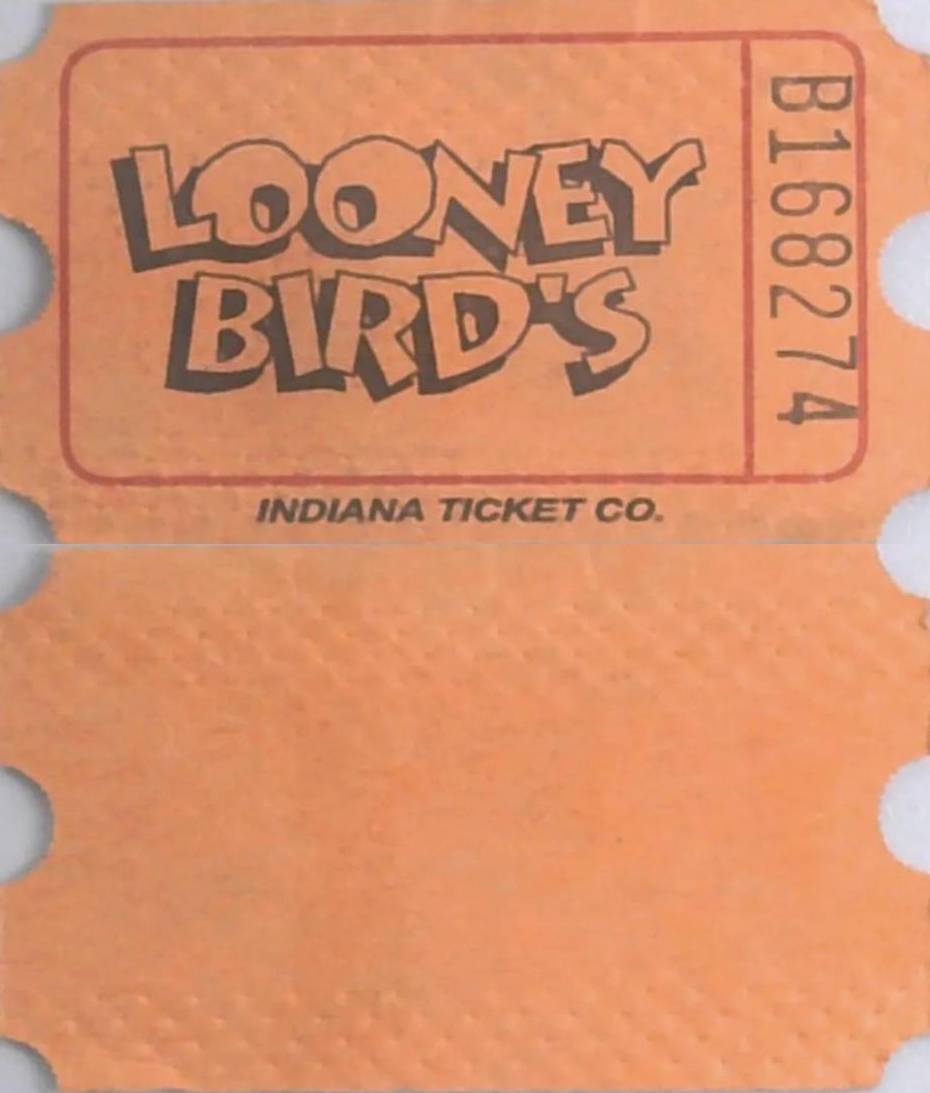 LOONEY
BIRD'S
B168274
INDIANA TICKET CO.